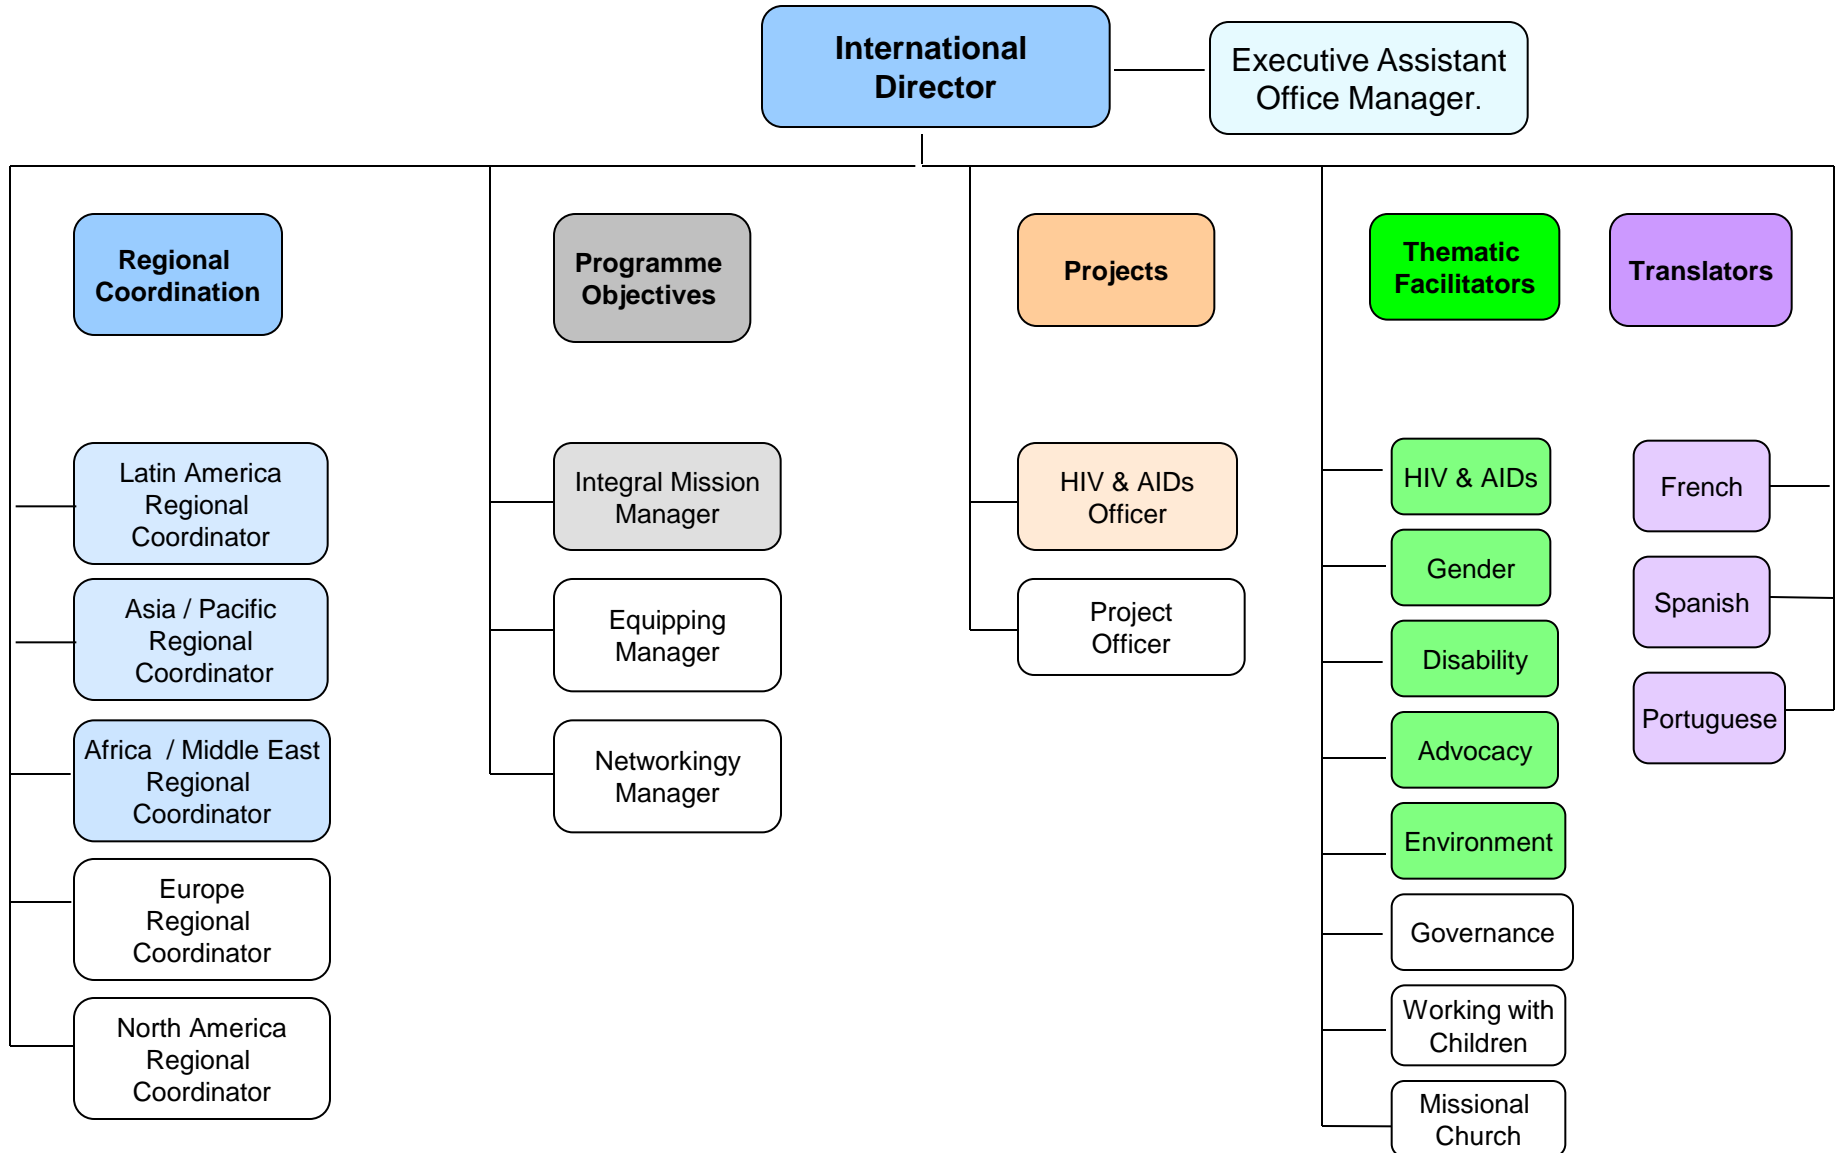 International
Director
Executive Assistant
Office Manager.
Regional
Coordination
Programme
Objectives
Projects
Thematic
Facilitators
Translators
Latin America
Regional
Coordinator
Asia / Pacific
Regional
Coordinator
Africa / Middle East
Regional
Coordinator
Europe
Regional
Coordinator
North America
Regional
Coordinator
Integral Mission
Manager
Equipping
Manager
Networkingy
Manager
HIV & AIDs
Officer
Project
Officer
HIV & AIDs
Gender
Disability
Advocacy
Environment
Governance
Working with
Children
Missional
Church
French
Spanish
Portuguese